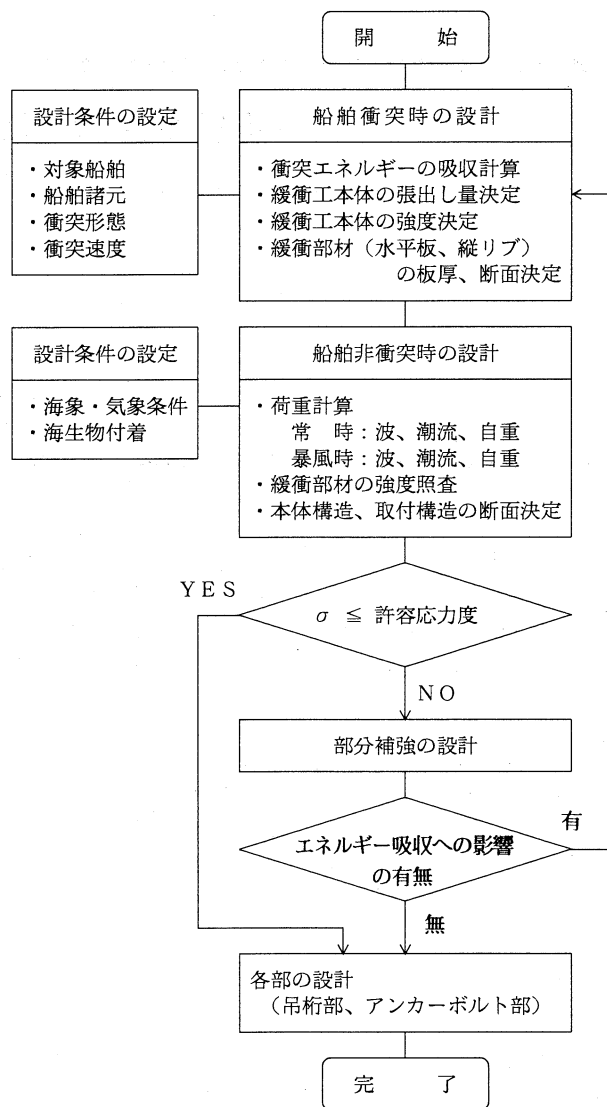 開　始
設計条件の設定
・対象船舶
・船舶諸元
・衝突形態
・衝突速度
船舶衝突時の設計
・衝突エネルギーの吸収計算
・緩衝工本体の張出し量決定
・緩衝工本体の強度決定
・緩衝部材（水平板、縦リブ）
の板厚、断面決定
設計条件の設定
・海象・気象条件
・海生物付着
船舶非衝突時の設計
・荷重計算
常　時：波、潮流、自重
暴風時：波、潮流、自重
・緩衝部材の強度照査
・本体構造、取付構造の断面決定
YES
σ ≦ 許容応力度
NO
部分補強の設計
有
エネルギー吸収への影響
の有無
無
各部の設計
（吊桁部、アンカーボルト部）
完　了